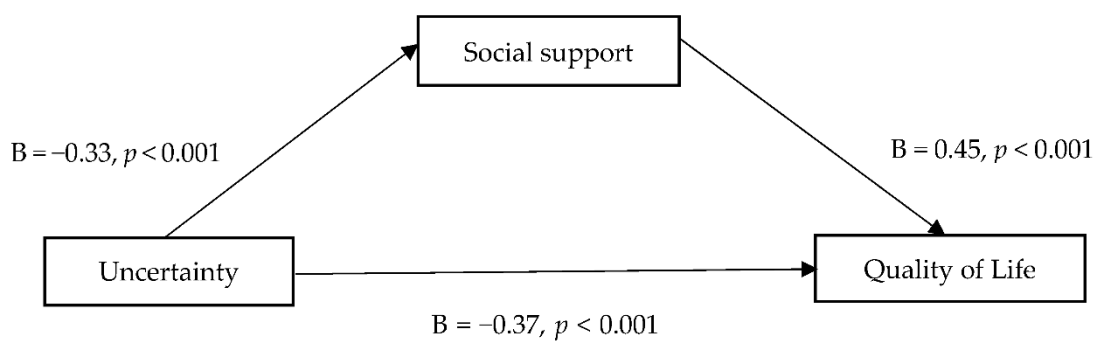 Social support
B = −0.33, p < 0.001
B = 0.45, p < 0.001
Uncertainty
Quality of Life
B = −0.37, p < 0.001